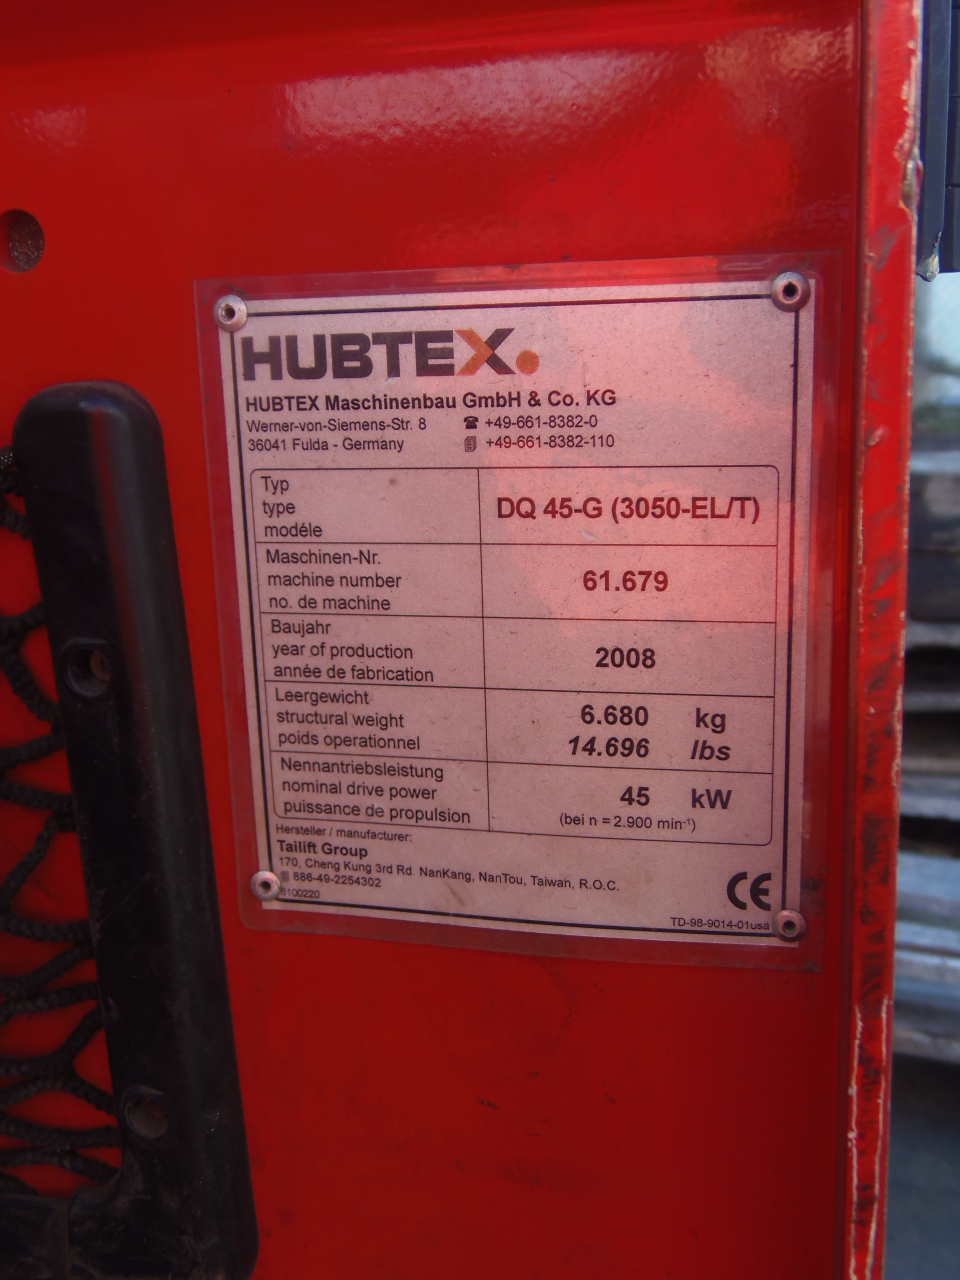 HUBTEX
HUBTEX Maschinenbau GmbH & Co. KG
Werner-von-Siemens-Str. 8 ☎ +49-661-8382-0
36041 Fulda - Germany +49-661-8382-110
Typ
type
modéle
DQ 45-G (3050-EL/T)
Maschinen-Nr.
machine number
no. de machine
61.679
Baujahr
year of production
année de fabrication
2008
Leergewicht
structural weight
poids operationnel
6.680 kg
14.696 lbs
Nennantriebsleistung
nominal drive power
puissance de propulsion
45 kW
(bei n = 2.900 min⁻¹)
Hersteller / manufacturer:
Tailift Group
170, Cheng Kung 3rd Rd. NanKang, NanTou, Taiwan, R.O.C.
886-49-2254302
6100220
CE
TD-98-9014-01usa